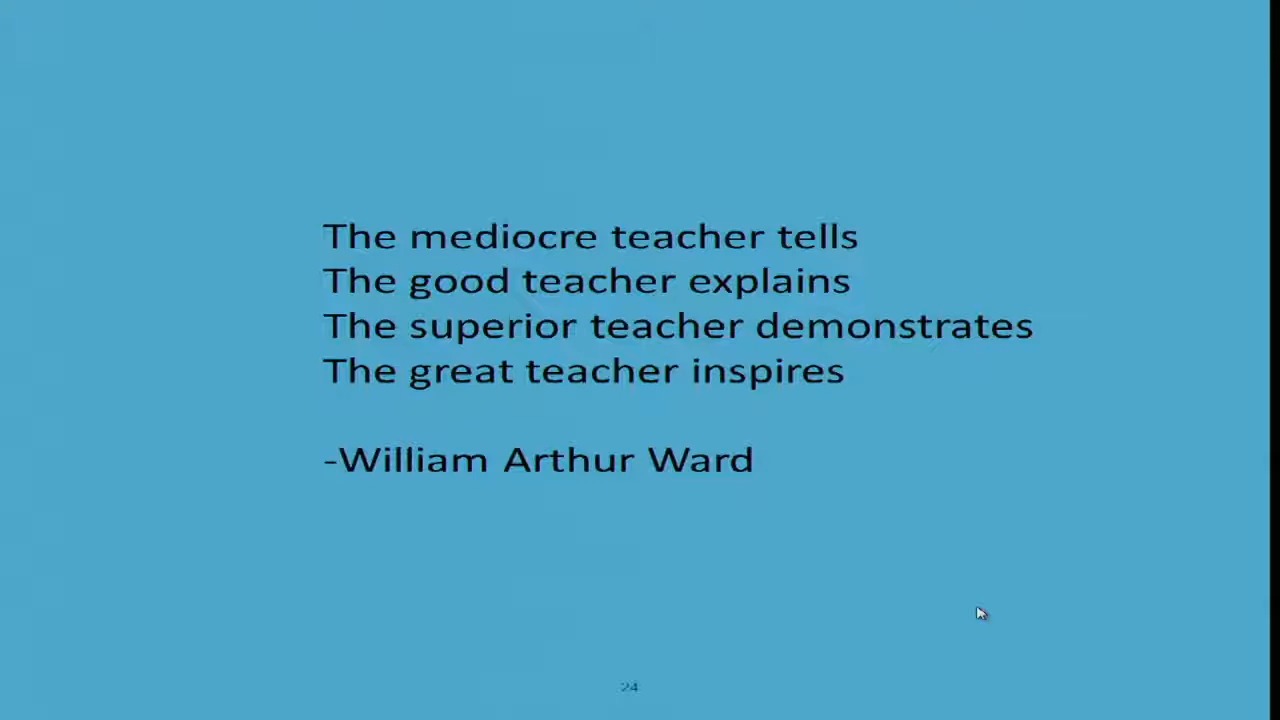 The mediocre teacher tells
The good teacher explains
The superior teacher demonstrates
The great teacher inspires
-William Arthur Ward
24